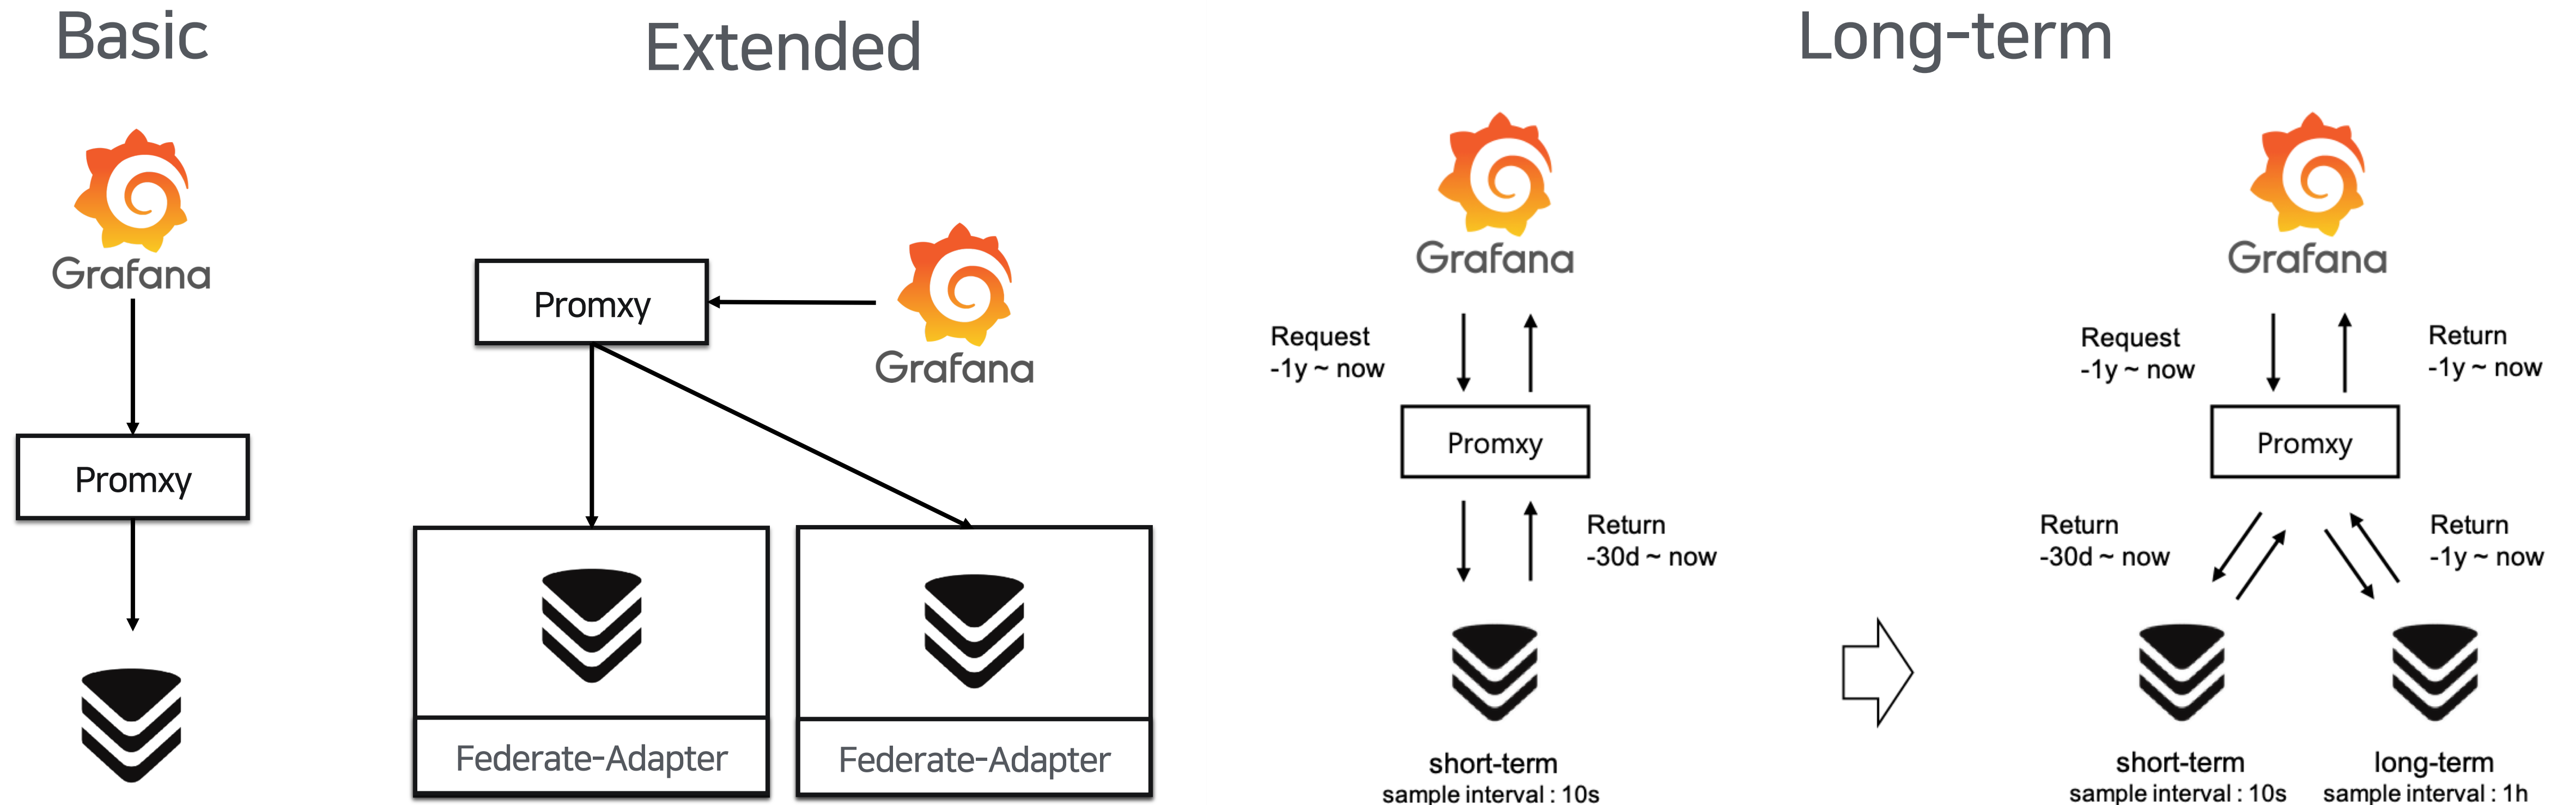 Basic
Grafana
Promxy
Extended
Promxy
Grafana
Federate-Adapter
Federate-Adapter
Long-term
Grafana
Request
-1y ~ now
Promxy
Return
-30d ~ now
short-term
sample interval : 10s
Grafana
Request
-1y ~ now
Return
-1y ~ now
Promxy
Return
-30d ~ now
Return
-1y ~ now
short-term
sample interval : 10s
long-term
sample interval : 1h